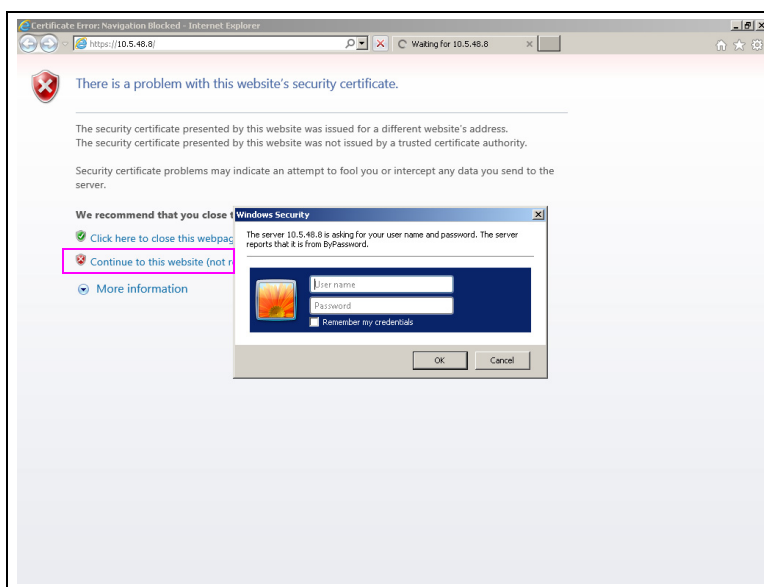 Certificate Error: Navigation Blocked - Internet Explorer
https://10.5.48.8/
Waiting for 10.5.48.8
There is a problem with this website's security certificate.
The security certificate presented by this website was issued for a different website's address.
The security certificate presented by this website was not issued by a trusted certificate authority.
Security certificate problems may indicate an attempt to fool you or intercept any data you send to the
server.
We recommend that you close t
Click here to close this webpag
Continue to this website (not r
More information
Windows Security
The server 10.5.48.8 is asking for your user name and password. The server
reports that it is from ByPassword.
User name
Password
Remember my credentials
OK
Cancel